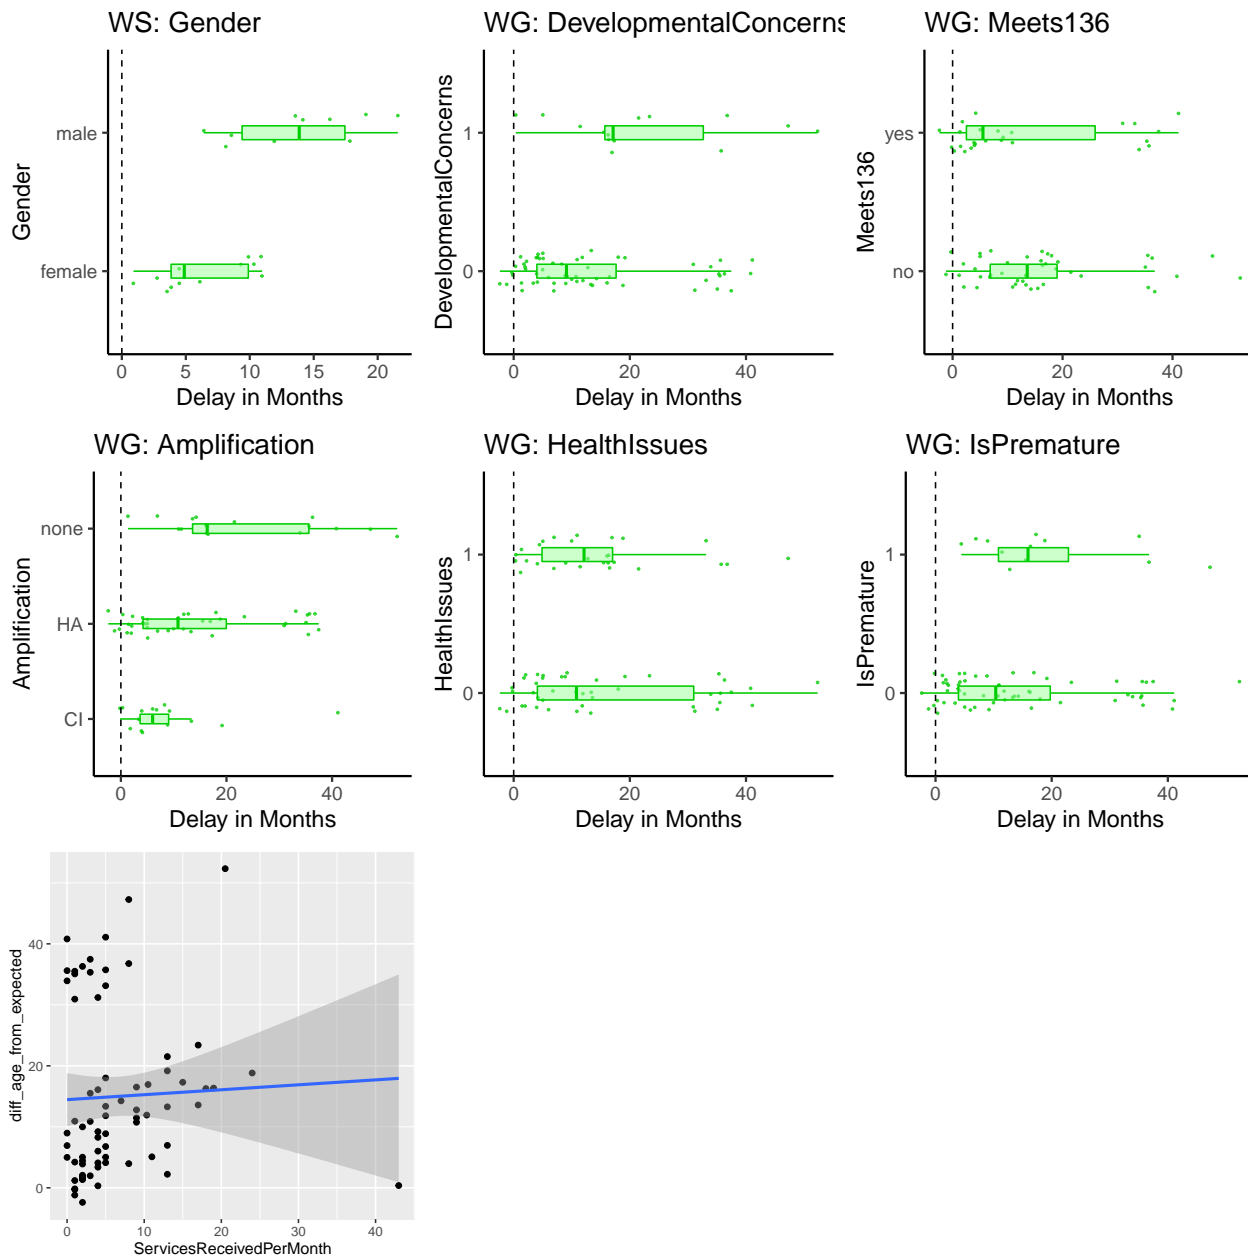 WS: Gender
Gender
male
female
0 5 10 15 20
Delay in Months
WG: DevelopmentalConcerns
DevelopmentalConcerns
1
0
0 20 40
Delay in Months
WG: Meets136
Meets136
yes
no
0 20 40
Delay in Months
WG: Amplification
Amplification
none
HA
CI
0 20 40
Delay in Months
WG: HealthIssues
HealthIssues
1
0
0 20 40
Delay in Months
WG: IsPremature
IsPremature
1
0
0 20 40
Delay in Months
diff_age_from_expected
40
20
0
0 10 20 30 40
ServicesReceivedPerMonth